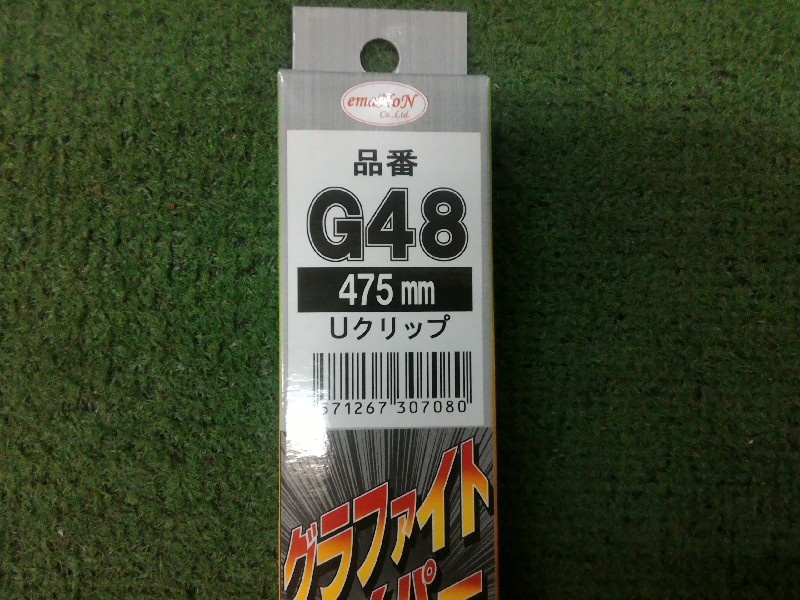 emaNoN
Co.,Ltd.
品番
G48
475mm
Uクリップ
571267 307080
グラファイト